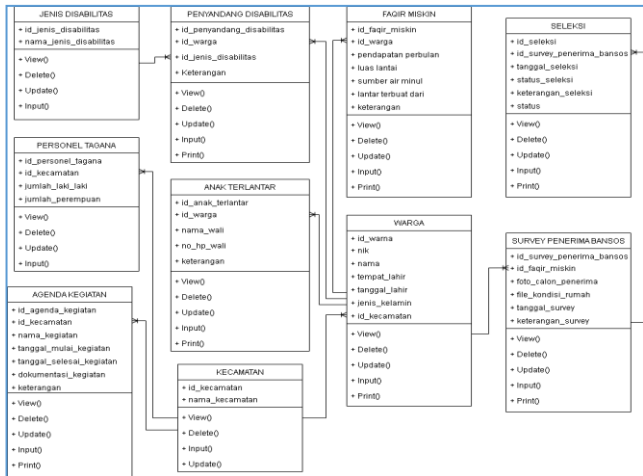 JENIS DISABILITAS
+ id_jenis_disabilitas
+ nama_jenis_disabilitas
+ View()
+ Delete()
+ Update()
+ Input()
PENYANDANG DISABILITAS
+ id_penyandang_disabilitas
+ id_warga
+ id_jenis_disabilitas
+ Keterangan
+ View()
+ Delete()
+ Update()
+ Input()
+ Print()
FAQIR MISKIN
+ id_faqir_miskin
+ id_warga
+ pendapatan perbulan
+ luas lantai
+ sumber air minul
+ lantar terbuat dari
+ keterangan
+ View()
+ Delete()
+ Update()
+ Input()
+ Print()
SELEKSI
+ id_seleksi
+ id_survey_penerima_bansos
+ tanggal_seleksi
+ status_seleksi
+ keterangan_seleksi
+ status
+ View()
+ Delete()
+ Update()
+ Input()
+ Print()
PERSONEL TAGANA
+ id_personel_tagana
+ id_kecamatan
+ jumlah_laki_laki
+ jumlah_perempuan
+ View()
+ Delete()
+ Update()
+ Input()
ANAK TERLANTAR
+ id_anak_terlantar
+ id_warga
+ nama_wali
+ no_hp_wali
+ keterangan
+ View()
+ Delete()
+ Update()
+ Input()
+ Print()
WARGA
+ id_warna
+ nik
+ nama
+ tempat_lahir
+ tanggal_lahir
+ jenis_kelamin
+ id_kecamatan
+ View()
+ Delete()
+ Update()
+ Input()
+ Print()
SURVEY PENERIMA BANSOS
+ id_survey_penerima_bansos
+ id_faqir_miskin
+ foto_calon_penerima
+ file_kondisi_rumah
+ tanggal_survey
+ keterangan_survey
+ View()
+ Delete()
+ Update()
+ Input()
+ Print()
AGENDA KEGIATAN
+ id_agenda_kegiatan
+ id_kecamatan
+ nama_kegiatan
+ tanggal_mulai_kegiatan
+ tanggal_selesai_kegiatan
+ dokumentasi_kegiatan
+ keterangan
+ View()
+ Delete()
+ Update()
+ Input()
+ Print()
KECAMATAN
+ id_kecamatan
+ nama_kecamatan
+ View()
+ Delete()
+ Input()
+ Update()